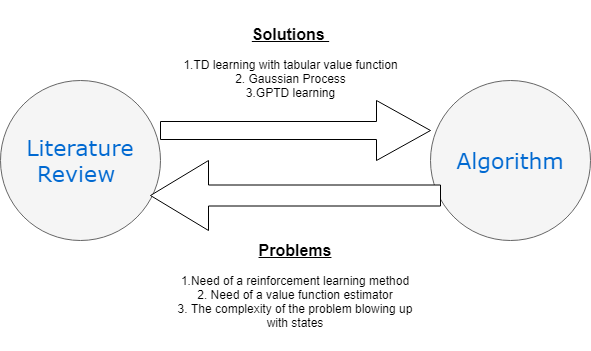 Solutions
1.TD learning with tabular value function
2. Gaussian Process
3.GPTD learning
Literature
Review
Algorithm
Problems
1.Need of a reinforcement learning method
2. Need of a value function estimator
3. The complexity of the problem blowing up
with states